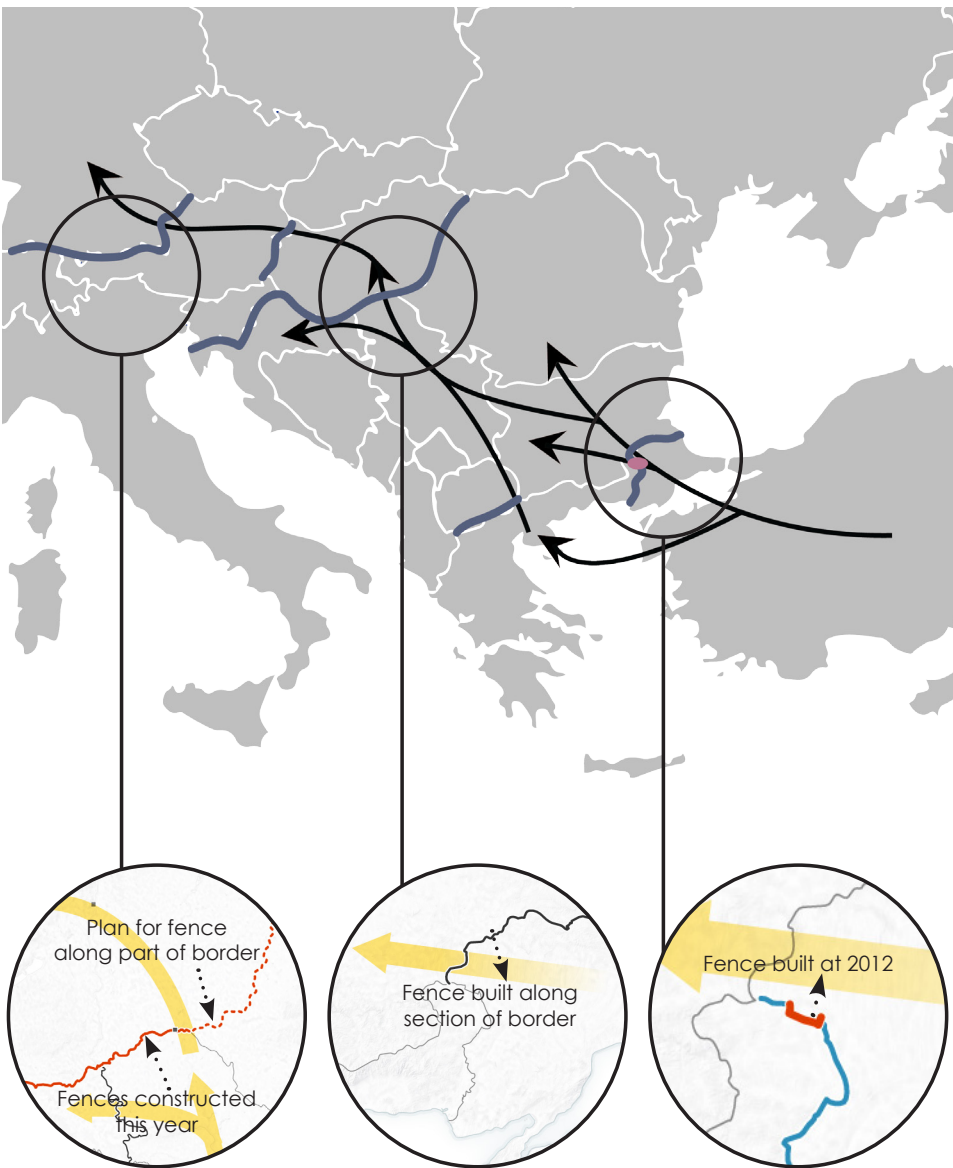 Plan for fence
along part of border
Fences constructed
this year
Fence built along
section of border
Fence built at 2012